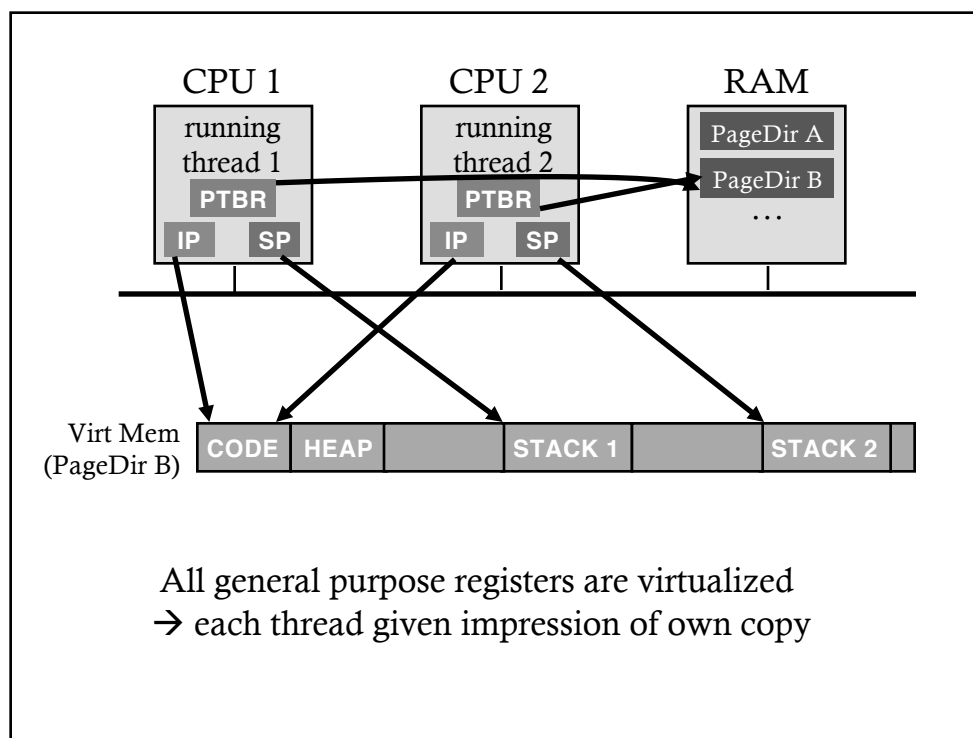 CPU 1
CPU 2
RAM
running
thread 1
PTBR
IP
SP
running
thread 2
PTBR
IP
SP
PageDir A
PageDir B
…
Virt Mem
(PageDir B)
CODE
HEAP
STACK 1
STACK 2
All general purpose registers are virtualized
→ each thread given impression of own copy